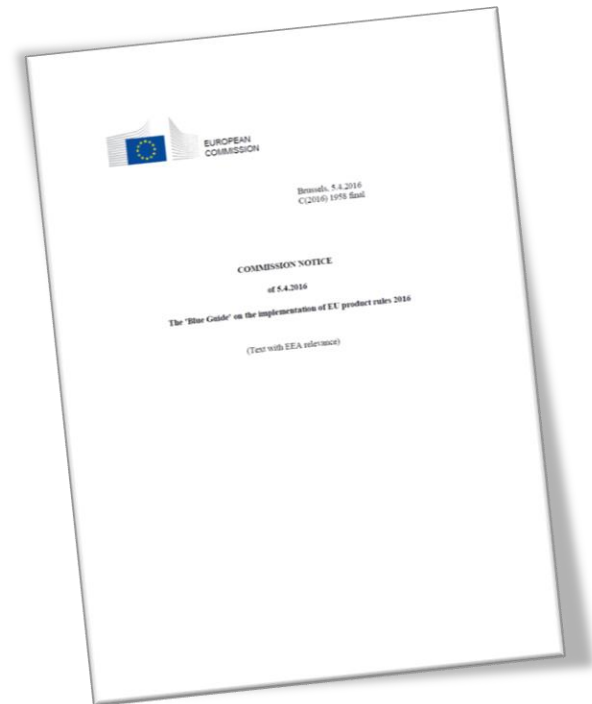 EUROPEAN
COMMISSION
Brussels, 5.4.2016
C(2016) 1958 final
COMMISSION NOTICE
of 5.4.2016
The 'Blue Guide' on the implementation of EU product rules 2016
(Text with EEA relevance)